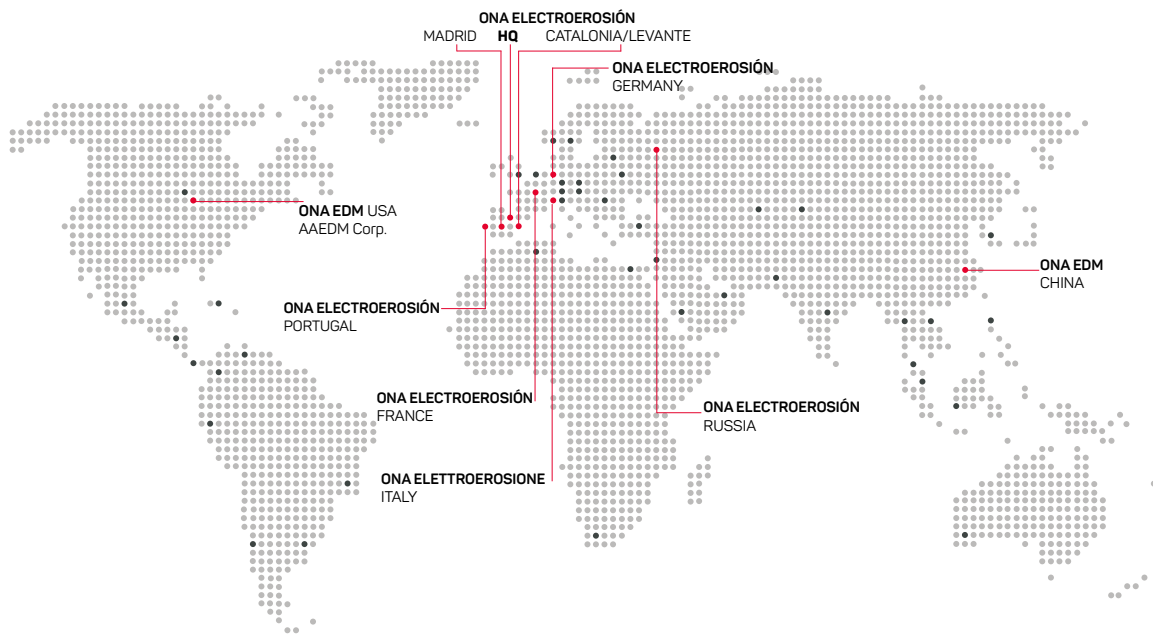 ONA ELECTROEROSIÓN
MADRID HQ CATALONIA/LEVANTE
ONA ELECTROEROSIÓN
GERMANY
ONA EDM USA
AAEDM Corp.
ONA EDM
CHINA
ONA ELECTROEROSIÓN
PORTUGAL
ONA ELECTROEROSIÓN
FRANCE
ONA ELECTROEROSIÓN
RUSSIA
ONA ELETTROEROSIONE
ITALY